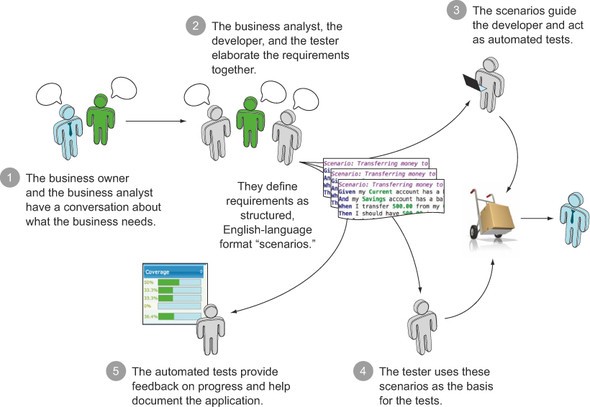 1 The business owner
and the business analyst
have a conversation about
what the business needs.
2 The business analyst, the
developer, and the tester
elaborate the requirements
together.
They define
requirements as
structured,
English-language
format “scenarios.”
Scenario: Transferring money to
Scenario: Transferring money to
Scenario: Transferring money to
Given my Current account has a
And my Savings account has a ba
When I transfer 500.00 from my
Then I should have 500.00
3 The scenarios guide
the developer and act
as automated tests.
4 The tester uses these
scenarios as the basis
for the tests.
Coverage
33.3%
33.3%
0%
36.4%
5 The automated tests provide
feedback on progress and help
document the application.